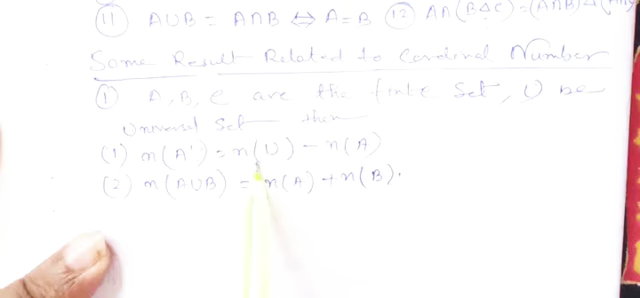 (11) A∪B = A∩B ⇔ A=B (12) A∩(BΔC) = (A∩B)Δ(A∩
Some Result Related to Cardinal Number
(1) A, B, C are the finite Set, U be
Universal Set then
(1) n(A') = n(U) - n(A)
(2) n(A∪B) = n(A) + n(B).